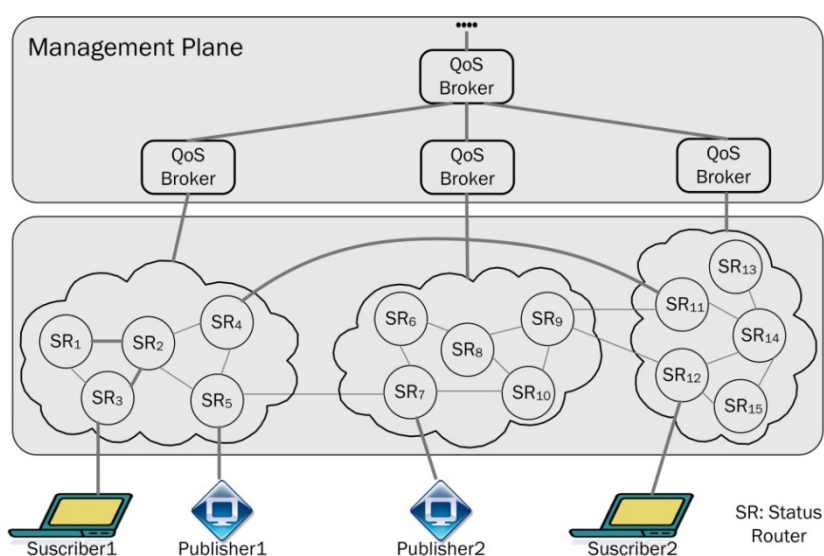 ••••
Management Plane
QoS
Broker
QoS
Broker
QoS
Broker
QoS
Broker
SR13
SR4
SR6
SR9
SR11
SR1
SR2
SR8
SR14
SR3
SR5
SR7
SR10
SR12
SR15
Suscriber1
Publisher1
Publisher2
Suscriber2
SR: Status
Router